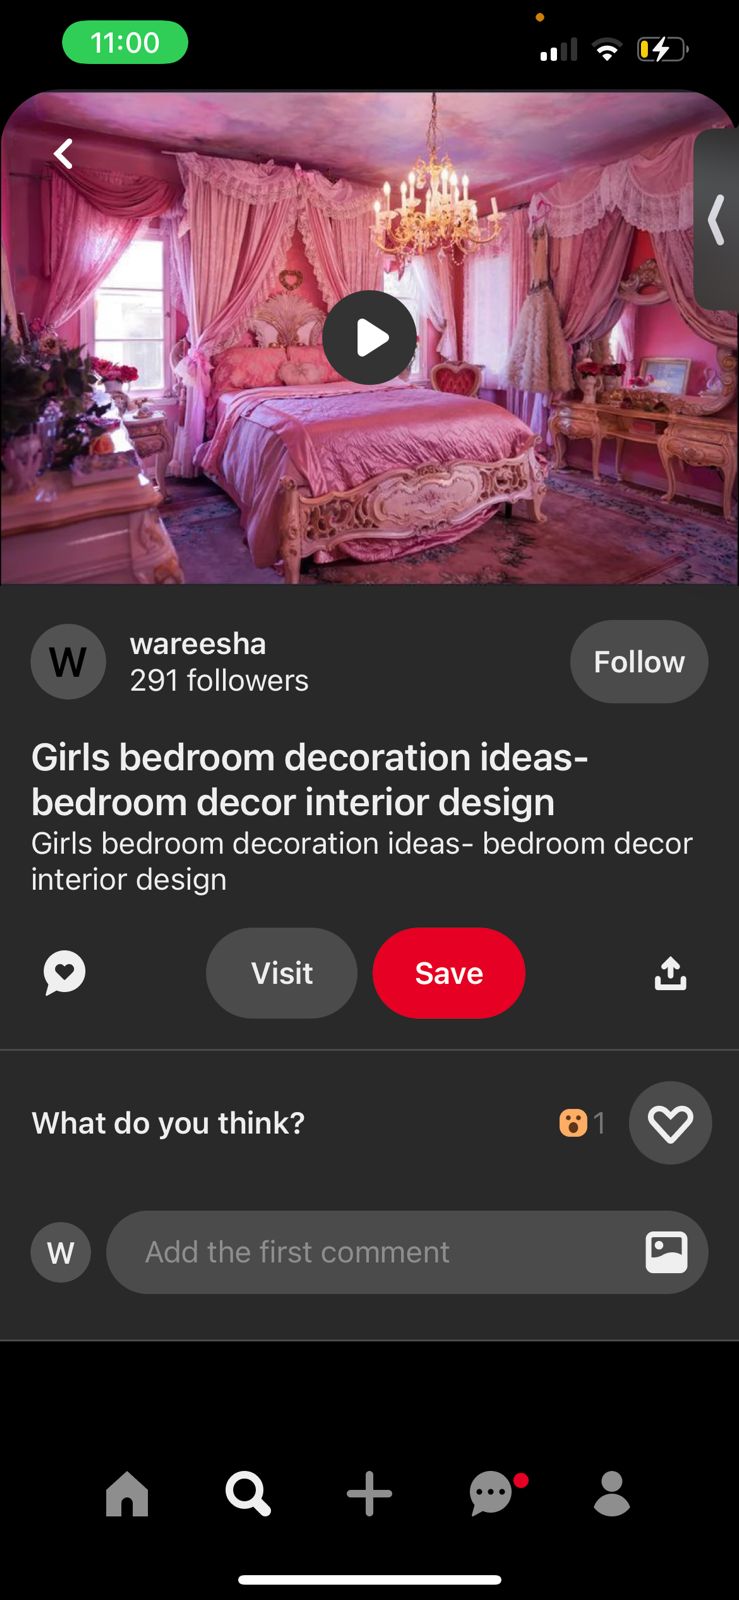 11:00
W
wareesha
291 followers
Follow
Girls bedroom decoration ideas-
bedroom decor interior design
Girls bedroom decoration ideas- bedroom decor
interior design
Visit
Save
What do you think?
1
W
Add the first comment